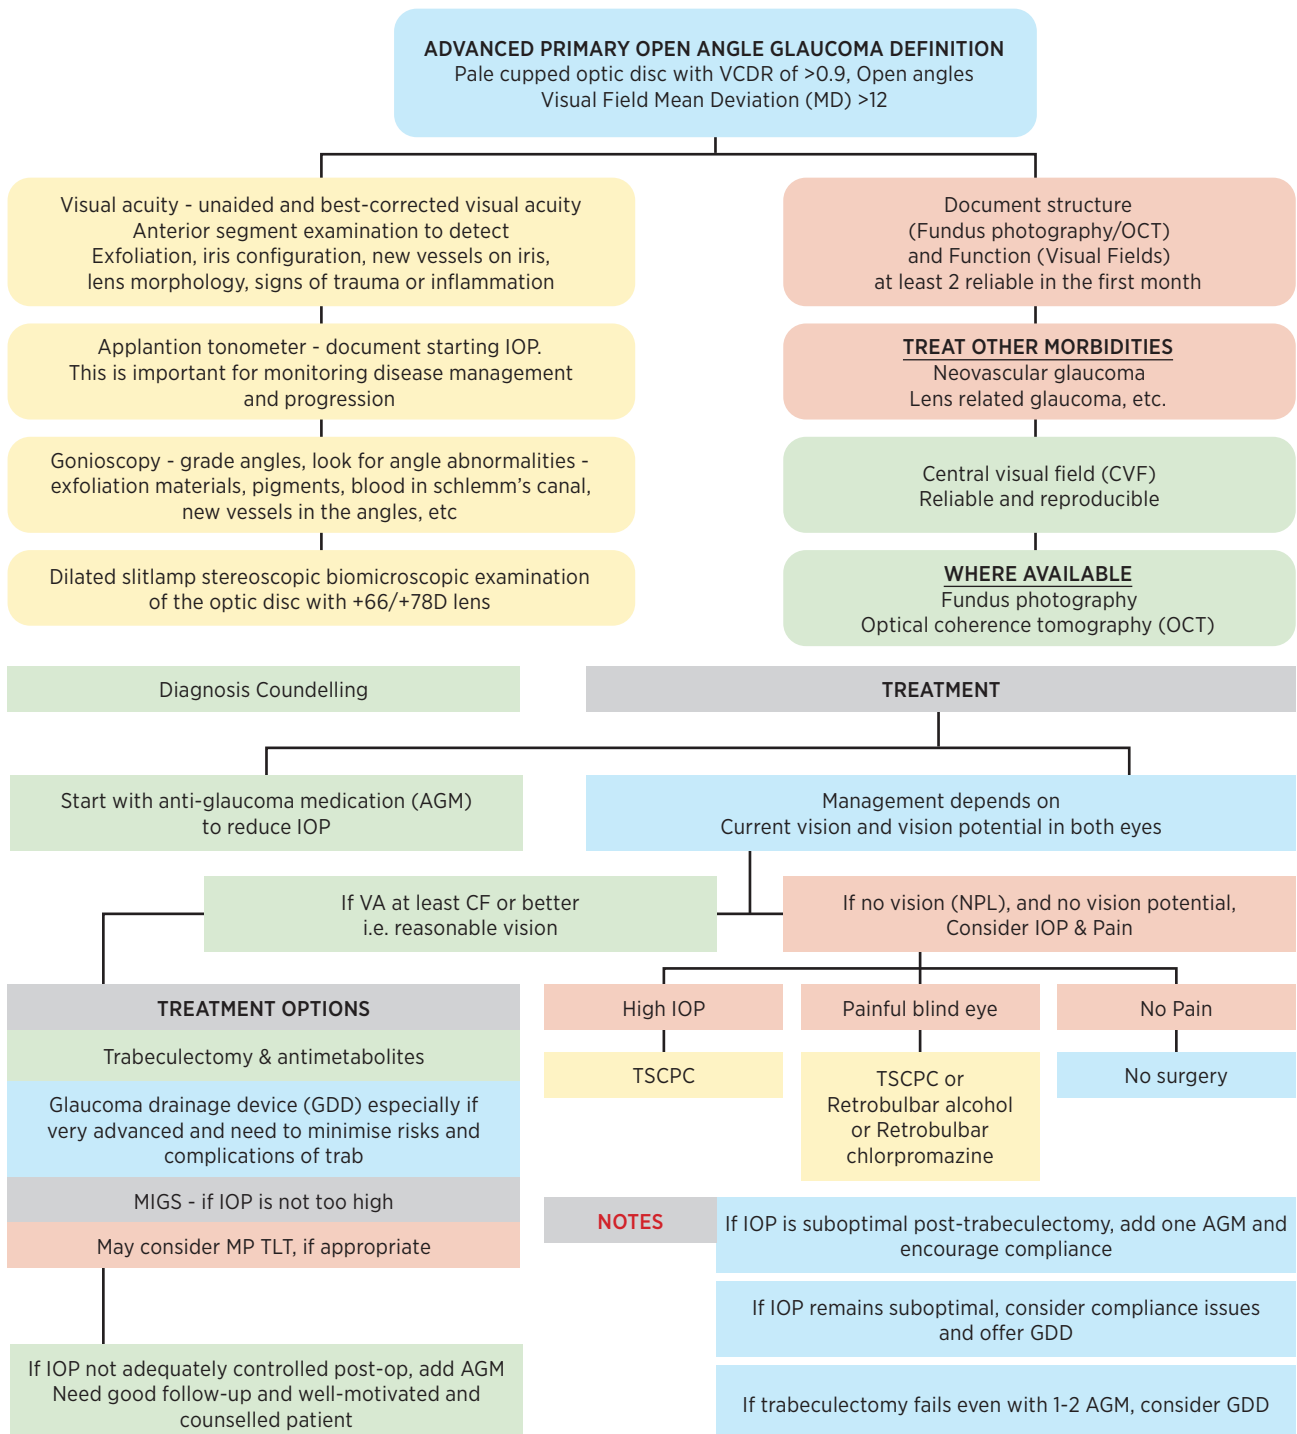 ADVANCED PRIMARY OPEN ANGLE GLAUCOMA DEFINITION
Pale cupped optic disc with VCDR of >0.9, Open angles
Visual Field Mean Deviation (MD) >12
Visual acuity - unaided and best-corrected visual acuity
Anterior segment examination to detect
Exfoliation, iris configuration, new vessels on iris,
lens morphology, signs of trauma or inflammation
Applantion tonometer - document starting IOP.
This is important for monitoring disease management
and progression
Gonioscopy - grade angles, look for angle abnormalities -
exfoliation materials, pigments, blood in schlemm's canal,
new vessels in the angles, etc
Dilated slitlamp stereoscopic biomicroscopic examination
of the optic disc with +66/+78D lens
Document structure
(Fundus photography/OCT)
and Function (Visual Fields)
at least 2 reliable in the first month
TREAT OTHER MORBIDITIES
Neovascular glaucoma
Lens related glaucoma, etc.
Central visual field (CVF)
Reliable and reproducible
WHERE AVAILABLE
Fundus photography
Optical coherence tomography (OCT)
Diagnosis Coundelling
TREATMENT
Start with anti-glaucoma medication (AGM)
to reduce IOP
Management depends on
Current vision and vision potential in both eyes
If VA at least CF or better
i.e. reasonable vision
If no vision (NPL), and no vision potential,
Consider IOP & Pain
TREATMENT OPTIONS
Trabeculectomy & antimetabolites
Glaucoma drainage device (GDD) especially if
very advanced and need to minimise risks and
complications of trab
MIGS - if IOP is not too high
May consider MP TLT, if appropriate
If IOP not adequately controlled post-op, add AGM
Need good follow-up and well-motivated and
counselled patient
High IOP
TSCPC
Painful blind eye
TSCPC or
Retrobulbar alcohol
or Retrobulbar
chlorpromazine
No Pain
No surgery
NOTES
If IOP is suboptimal post-trabeculectomy, add one AGM and
encourage compliance
If IOP remains suboptimal, consider compliance issues
and offer GDD
If trabeculectomy fails even with 1-2 AGM, consider GDD